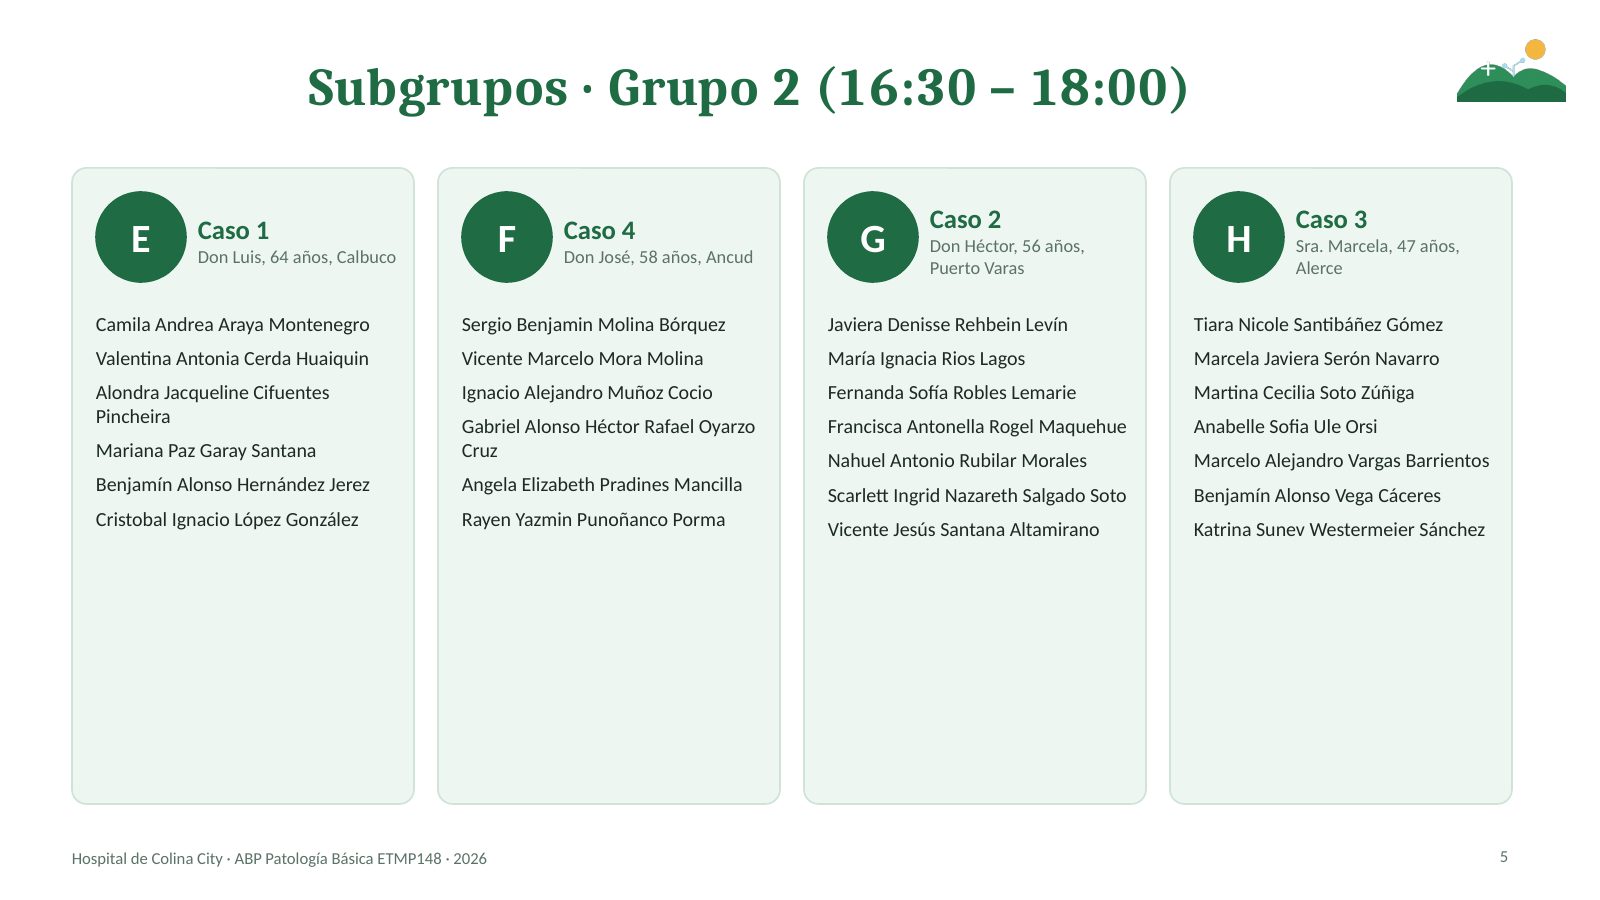 Subgrupos · Grupo 2 (16:30 – 18:00)
E
Caso 1
Don Luis, 64 años, Calbuco
Camila Andrea Araya Montenegro
Valentina Antonia Cerda Huaiquin
Alondra Jacqueline Cifuentes
Pincheira
Mariana Paz Garay Santana
Benjamín Alonso Hernández Jerez
Cristobal Ignacio López González
F
Caso 4
Don José, 58 años, Ancud
Sergio Benjamin Molina Bórquez
Vicente Marcelo Mora Molina
Ignacio Alejandro Muñoz Cocio
Gabriel Alonso Héctor Rafael Oyarzo
Cruz
Angela Elizabeth Pradines Mancilla
Rayen Yazmin Punoñanco Porma
G
Caso 2
Don Héctor, 56 años,
Puerto Varas
Javiera Denisse Rehbein Levín
María Ignacia Rios Lagos
Fernanda Sofía Robles Lemarie
Francisca Antonella Rogel Maquehue
Nahuel Antonio Rubilar Morales
Scarlett Ingrid Nazareth Salgado Soto
Vicente Jesús Santana Altamirano
H
Caso 3
Sra. Marcela, 47 años,
Alerce
Tiara Nicole Santibáñez Gómez
Marcela Javiera Serón Navarro
Martina Cecilia Soto Zúñiga
Anabelle Sofia Ule Orsi
Marcelo Alejandro Vargas Barrientos
Benjamín Alonso Vega Cáceres
Katrina Sunev Westermeier Sánchez
Hospital de Colina City · ABP Patología Básica ETMP148 · 2026
5